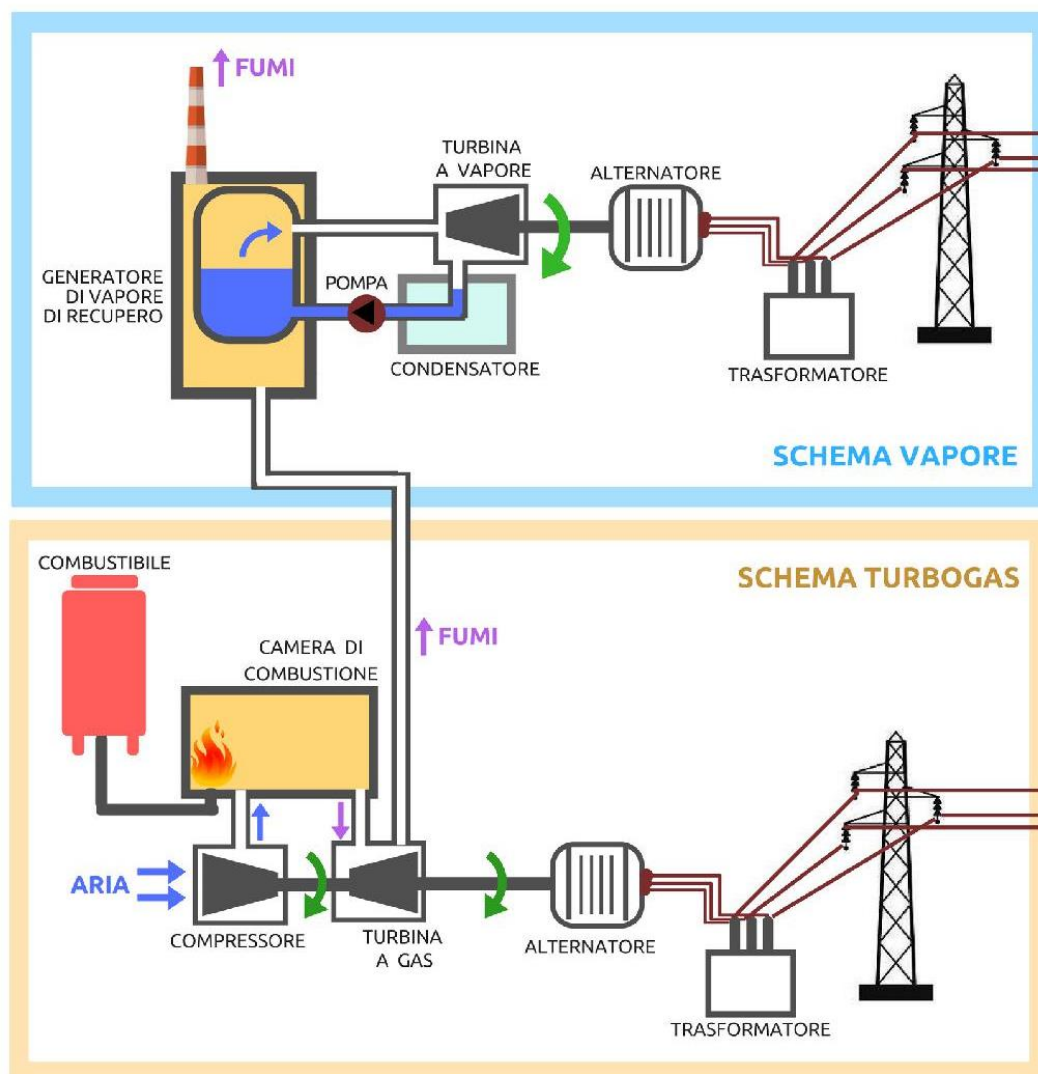 FUMI
TURBINA
A VAPORE
ALTERNATORE
GENERATORE
DI VAPORE
DI RECUPERO
POMPA
CONDENSATORE
TRASFORMATORE
SCHEMA VAPORE
COMBUSTIBILE
SCHEMA TURBOGAS
CAMERA DI
COMBUSTIONE
FUMI
ARIA
COMPRESSORE
TURBINA
A GAS
ALTERNATORE
TRASFORMATORE